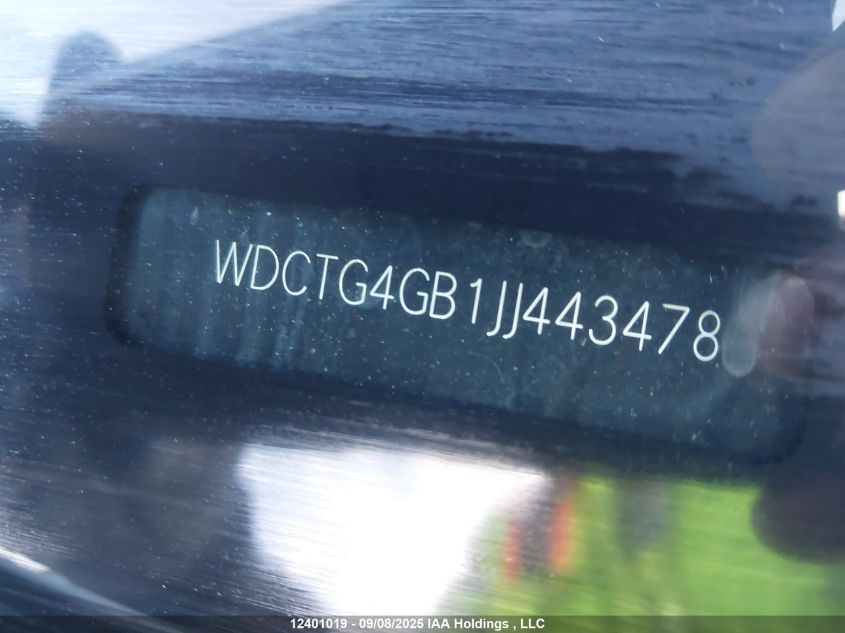 WDCTG4GB1JJ443478
12401019 - 09/08/2025 IAA Holdings , LLC